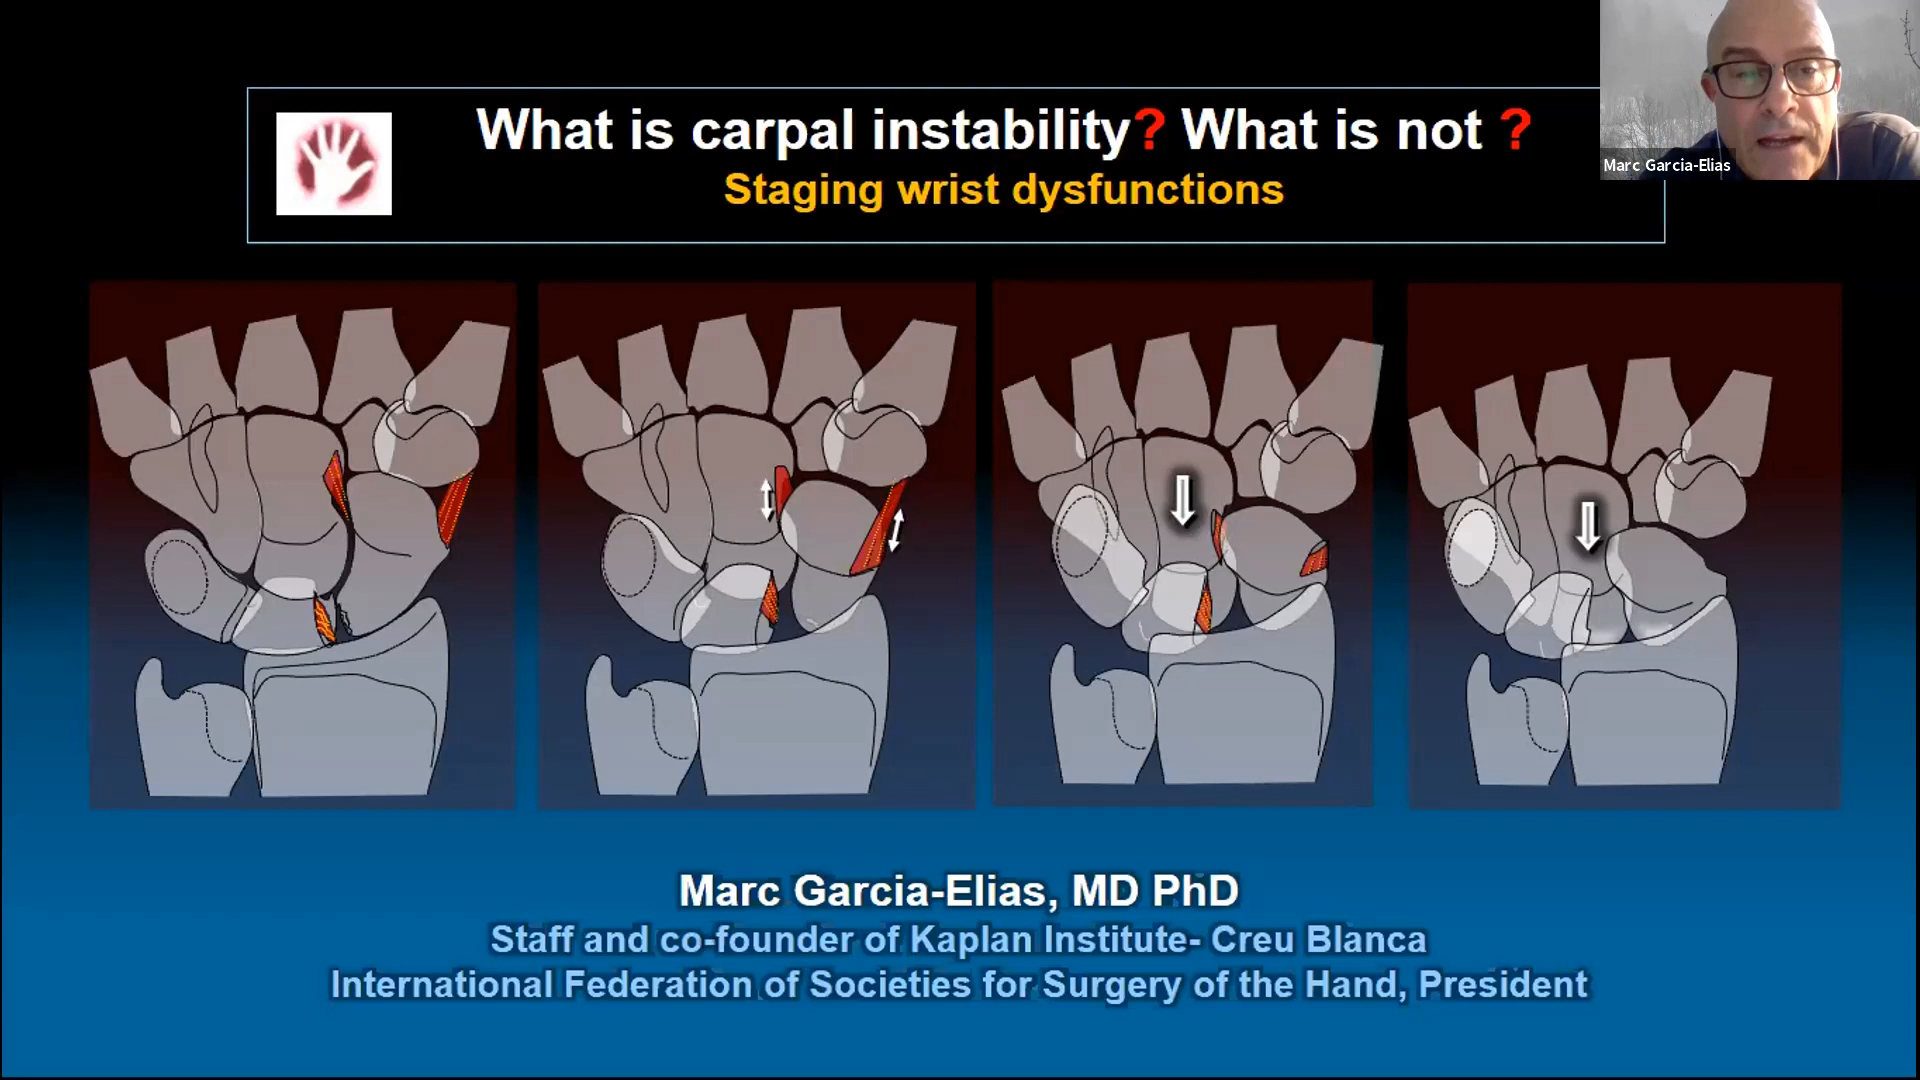 What is carpal instability? What is not ?
Staging wrist dysfunctions
Marc Garcia-Elias
Marc Garcia-Elias, MD PhD
Staff and co-founder of Kaplan Institute- Creu Blanca
International Federation of Societies for Surgery of the Hand, President